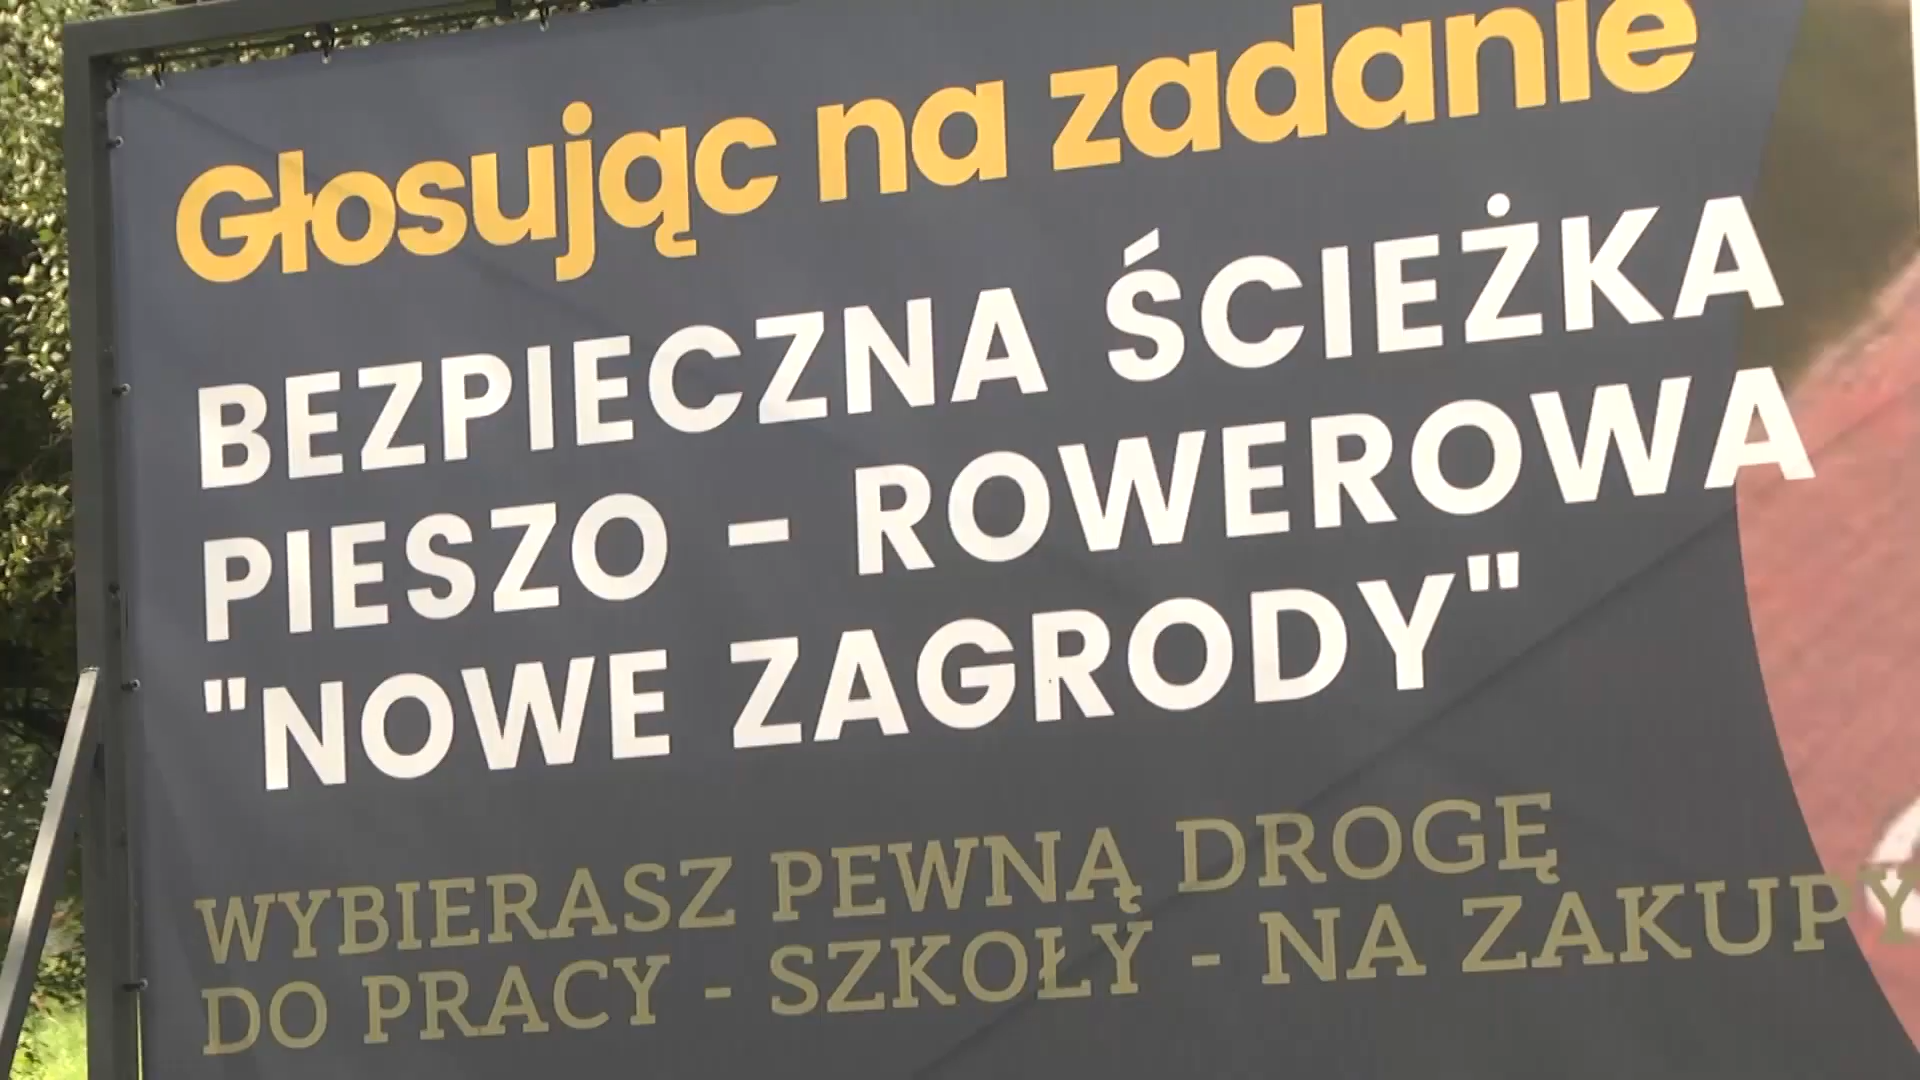 Głosując na zadanie
BEZPIECZNA ŚCIEŻKA
PIESZO - ROWEROWA
"NOWE ZAGRODY"
WYBIERASZ PEWNĄ DROGĘ
DO PRACY - SZKOŁY - NA ZAKUPY